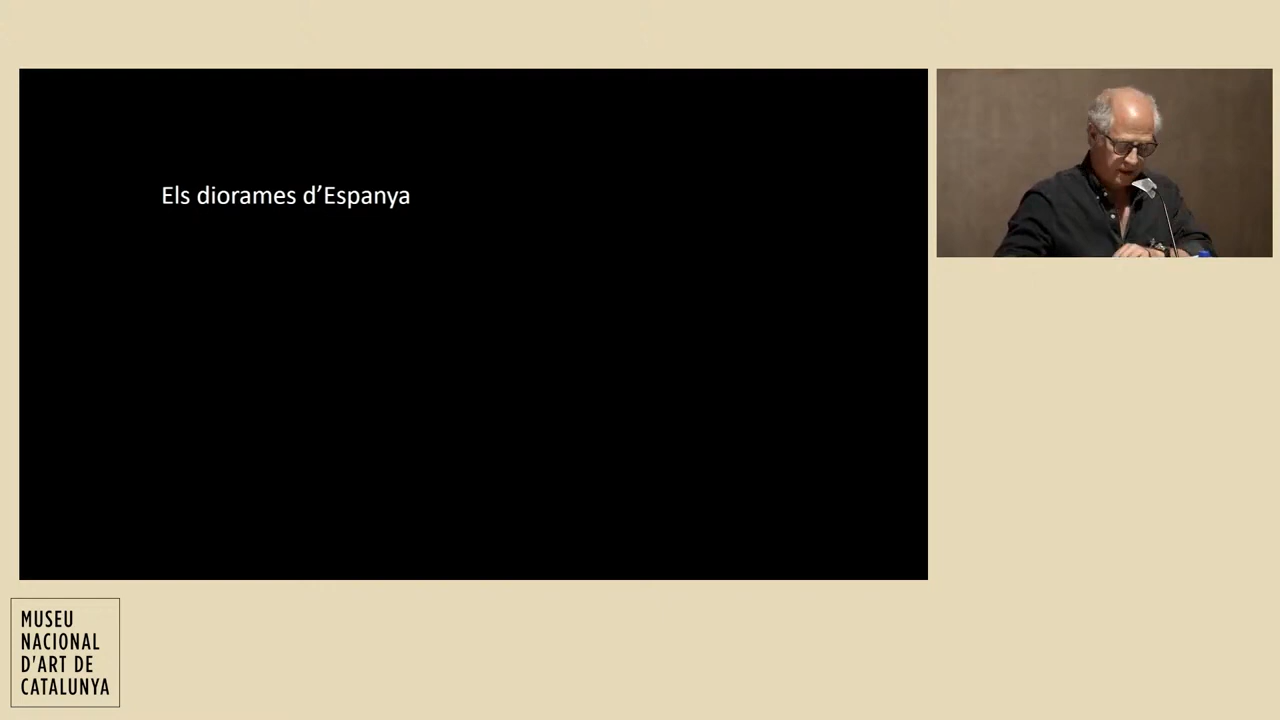 Els diorames d’Espanya
MUSEU
NACIONAL
D'ART DE
CATALUNYA